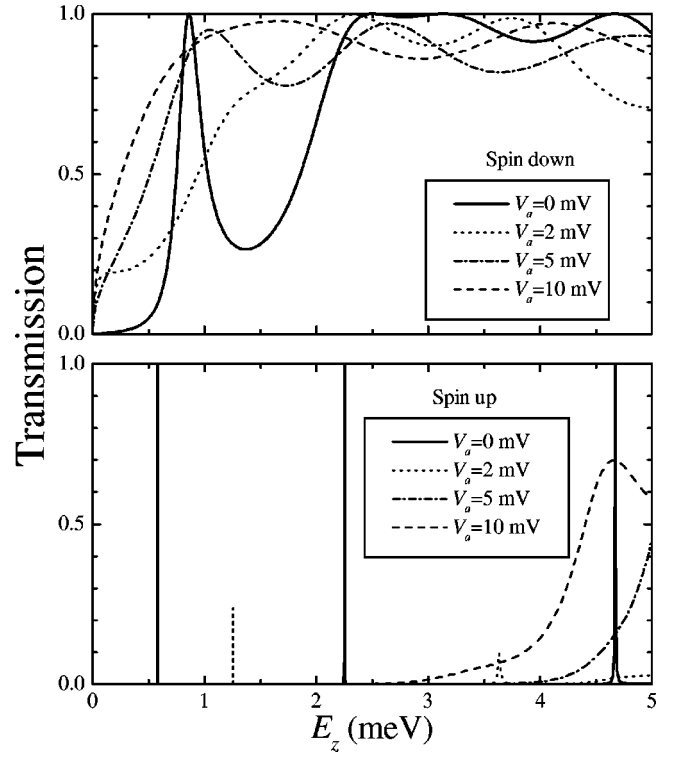 Transmission
1.0
0.5
0.0
Spin down
V_a=0 mV
V_a=2 mV
V_a=5 mV
V_a=10 mV
1.0
0.5
0.0
Spin up
V_a=0 mV
V_a=2 mV
V_a=5 mV
V_a=10 mV
0 1 2 3 4 5
E_z (meV)